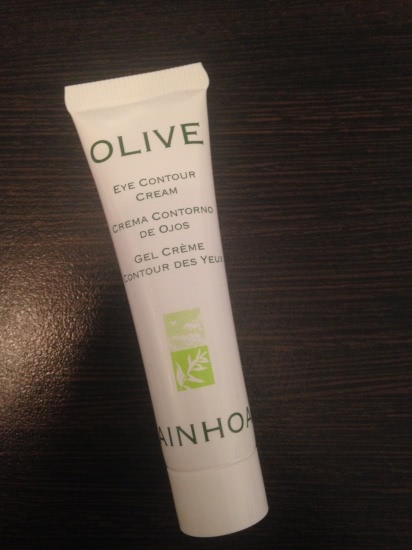 OLIVE
EYE CONTOUR
CREAM
CREMA CONTORNO
DE OJOS
GEL CRÈME
CONTOUR DES YEUX
AINHOA